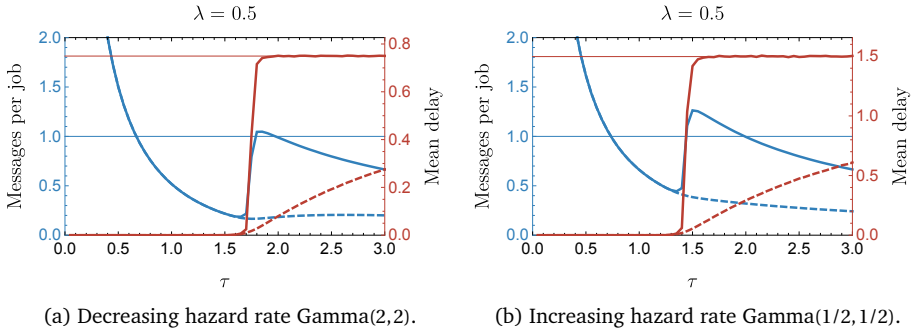 λ = 0.5
2.0
1.5
1.0
0.5
0.0
Messages per job
0.8
0.6
0.4
0.2
0.0
Mean delay
0.0 0.5 1.0 1.5 2.0 2.5 3.0
τ
(a) Decreasing hazard rate Gamma(2,2).
λ = 0.5
2.0
1.5
1.0
0.5
0.0
Messages per job
1.5
1.0
0.5
0.0
Mean delay
0.0 0.5 1.0 1.5 2.0 2.5 3.0
τ
(b) Increasing hazard rate Gamma(1/2,1/2).